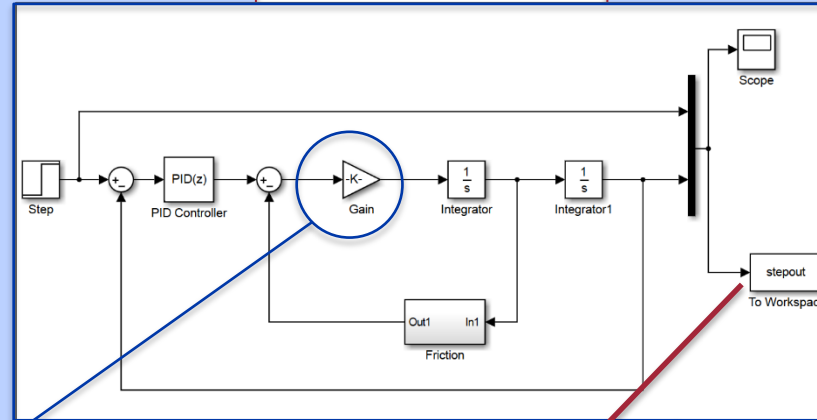 Scope
+
−
PID(z)
+
−
-K-
1
s
1
s
Step
PID Controller
Gain
Integrator
Integrator1
stepout
To Workspac
Out1
In1
Friction